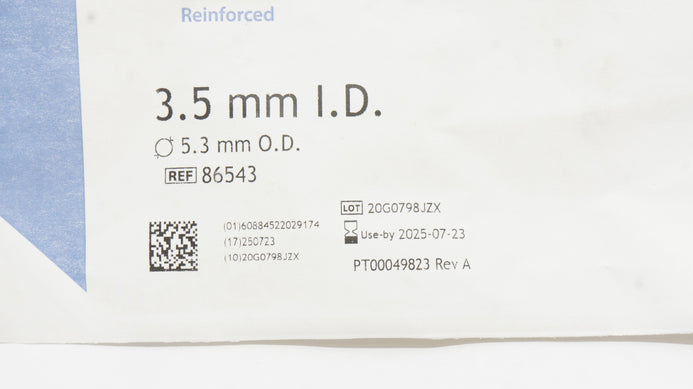 Reinforced
3.5 mm I.D.
5.3 mm O.D.
REF 86543
LOT 20G0798JZX
(01)60884522029174
Use-by 2025-07-23
(17)250723
(10)20G0798JZX
PT00049823 Rev A